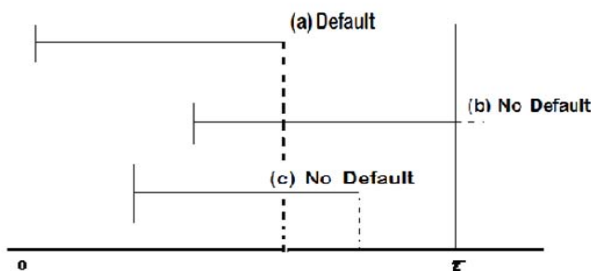 (a) Default
(b) No Default
(c) No Default
0 τ